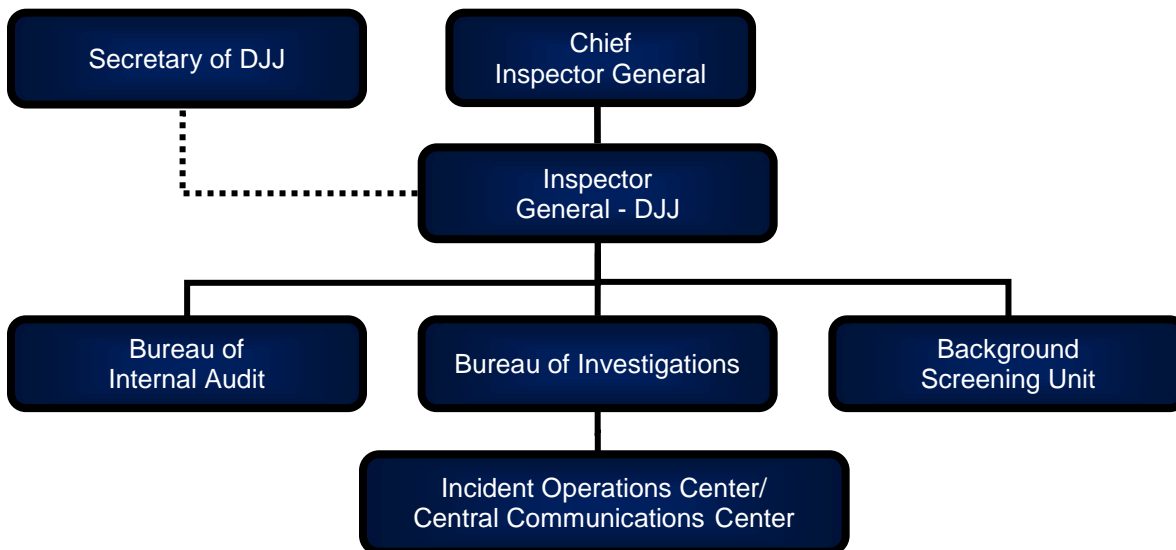 Secretary of DJJ
Chief
Inspector General
Inspector
General - DJJ
Bureau of
Internal Audit
Bureau of Investigations
Background
Screening Unit
Incident Operations Center/
Central Communications Center